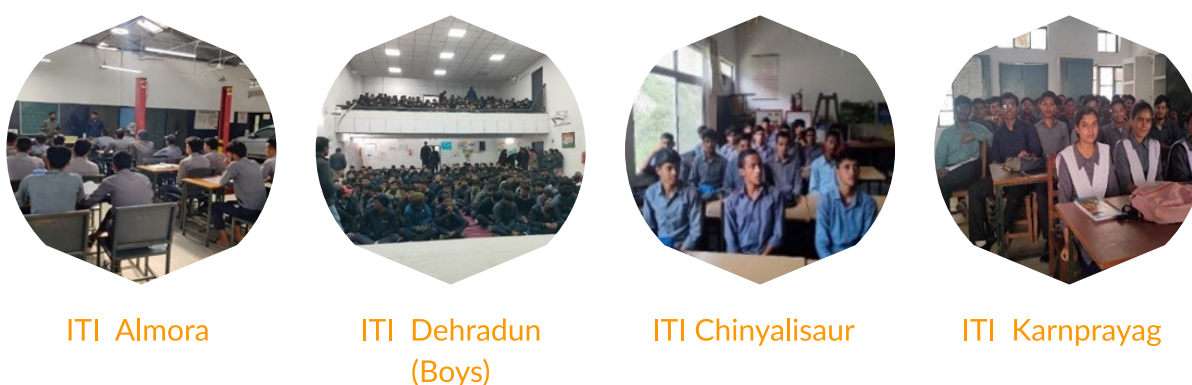 ITI Almora
ITI Dehradun
(Boys)
ITI Chinyalisaur
ITI Karnprayag